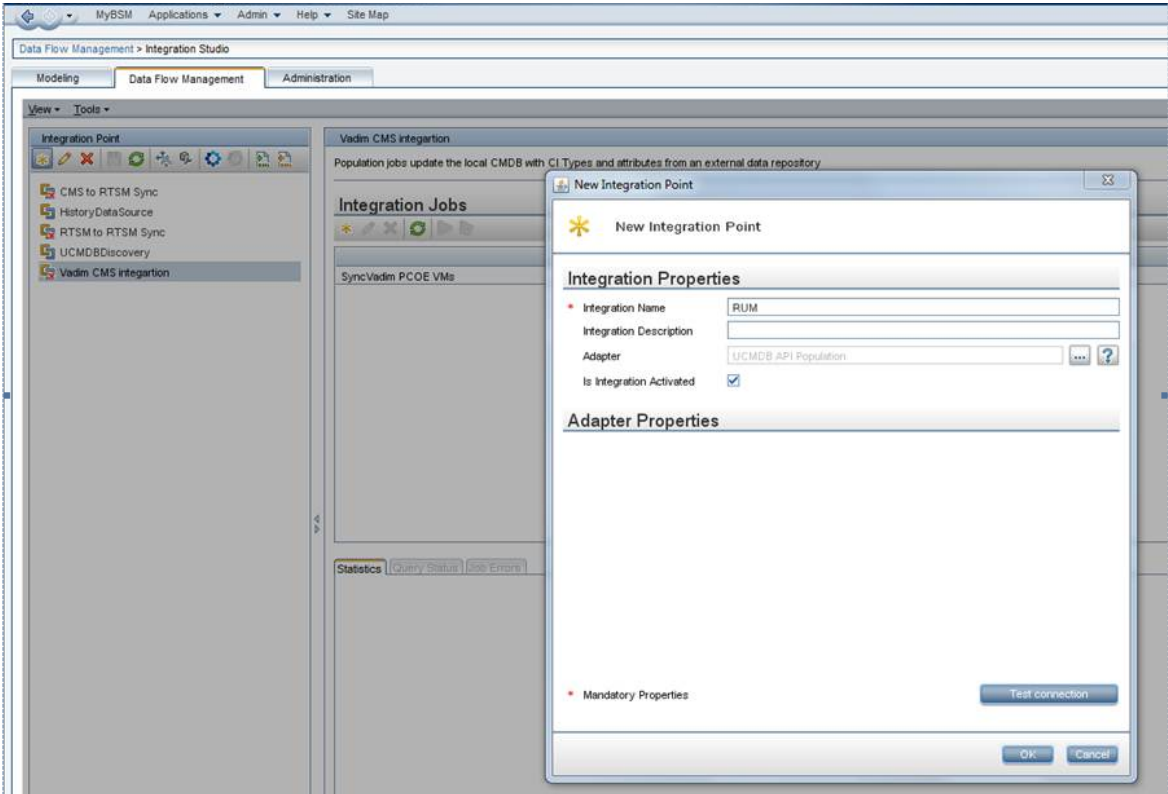 MyBSM Applications Admin Help Site Map
Data Flow Management > Integration Studio
Modeling Data Flow Management Administration
View Tools
Integration Point
CMS to RTSM Sync
HistoryDataSource
RTSM to RTSM Sync
UCMDBDiscovery
Vadim CMS integartion
Vadim CMS integartion
Population jobs update the local CMDB with CI Types and attributes from an external data repository
Integration Jobs
SyncVadim PCOE VMs
Statistics Query Status Job Errors
New Integration Point
New Integration Point
Integration Properties
* Integration Name RUM
Integration Description
Adapter UCMDB API Population ... ?
Is Integration Activated
Adapter Properties
* Mandatory Properties Test connection
OK Cancel